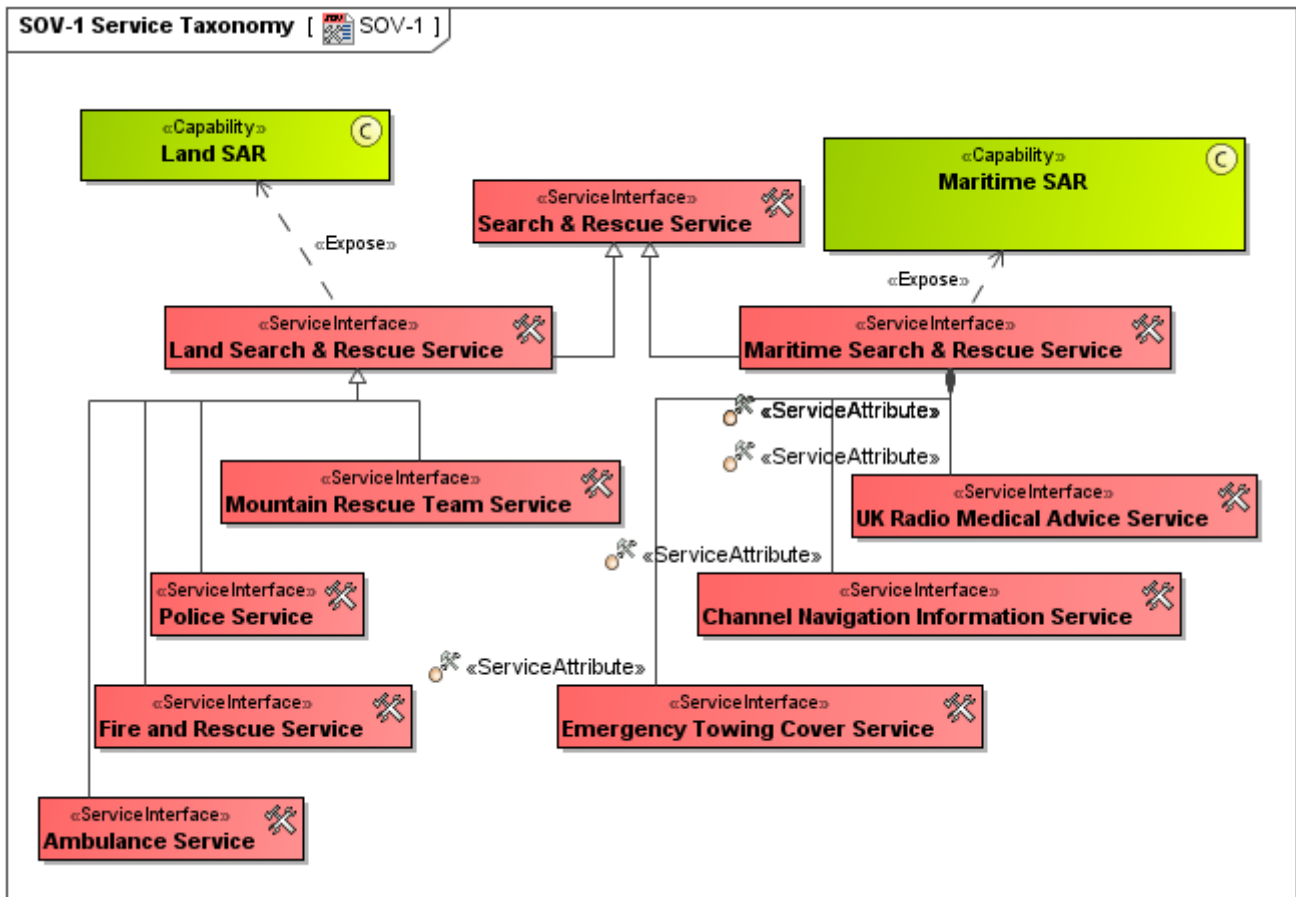 SOV-1 Service Taxonomy [ SOV-1 ]
«Capability»
Land SAR
C
«Capability»
Maritime SAR
C
«ServiceInterface»
Search & Rescue Service
«Expose»
«Expose»
«ServiceInterface»
Land Search & Rescue Service
«ServiceInterface»
Maritime Search & Rescue Service
«ServiceAttribute»
«ServiceAttribute»
«ServiceInterface»
Mountain Rescue Team Service
«ServiceInterface»
UK Radio Medical Advice Service
«ServiceAttribute»
«ServiceInterface»
Police Service
«ServiceInterface»
Channel Navigation Information Service
«ServiceAttribute»
«ServiceInterface»
Fire and Rescue Service
«ServiceInterface»
Emergency Towing Cover Service
«ServiceInterface»
Ambulance Service